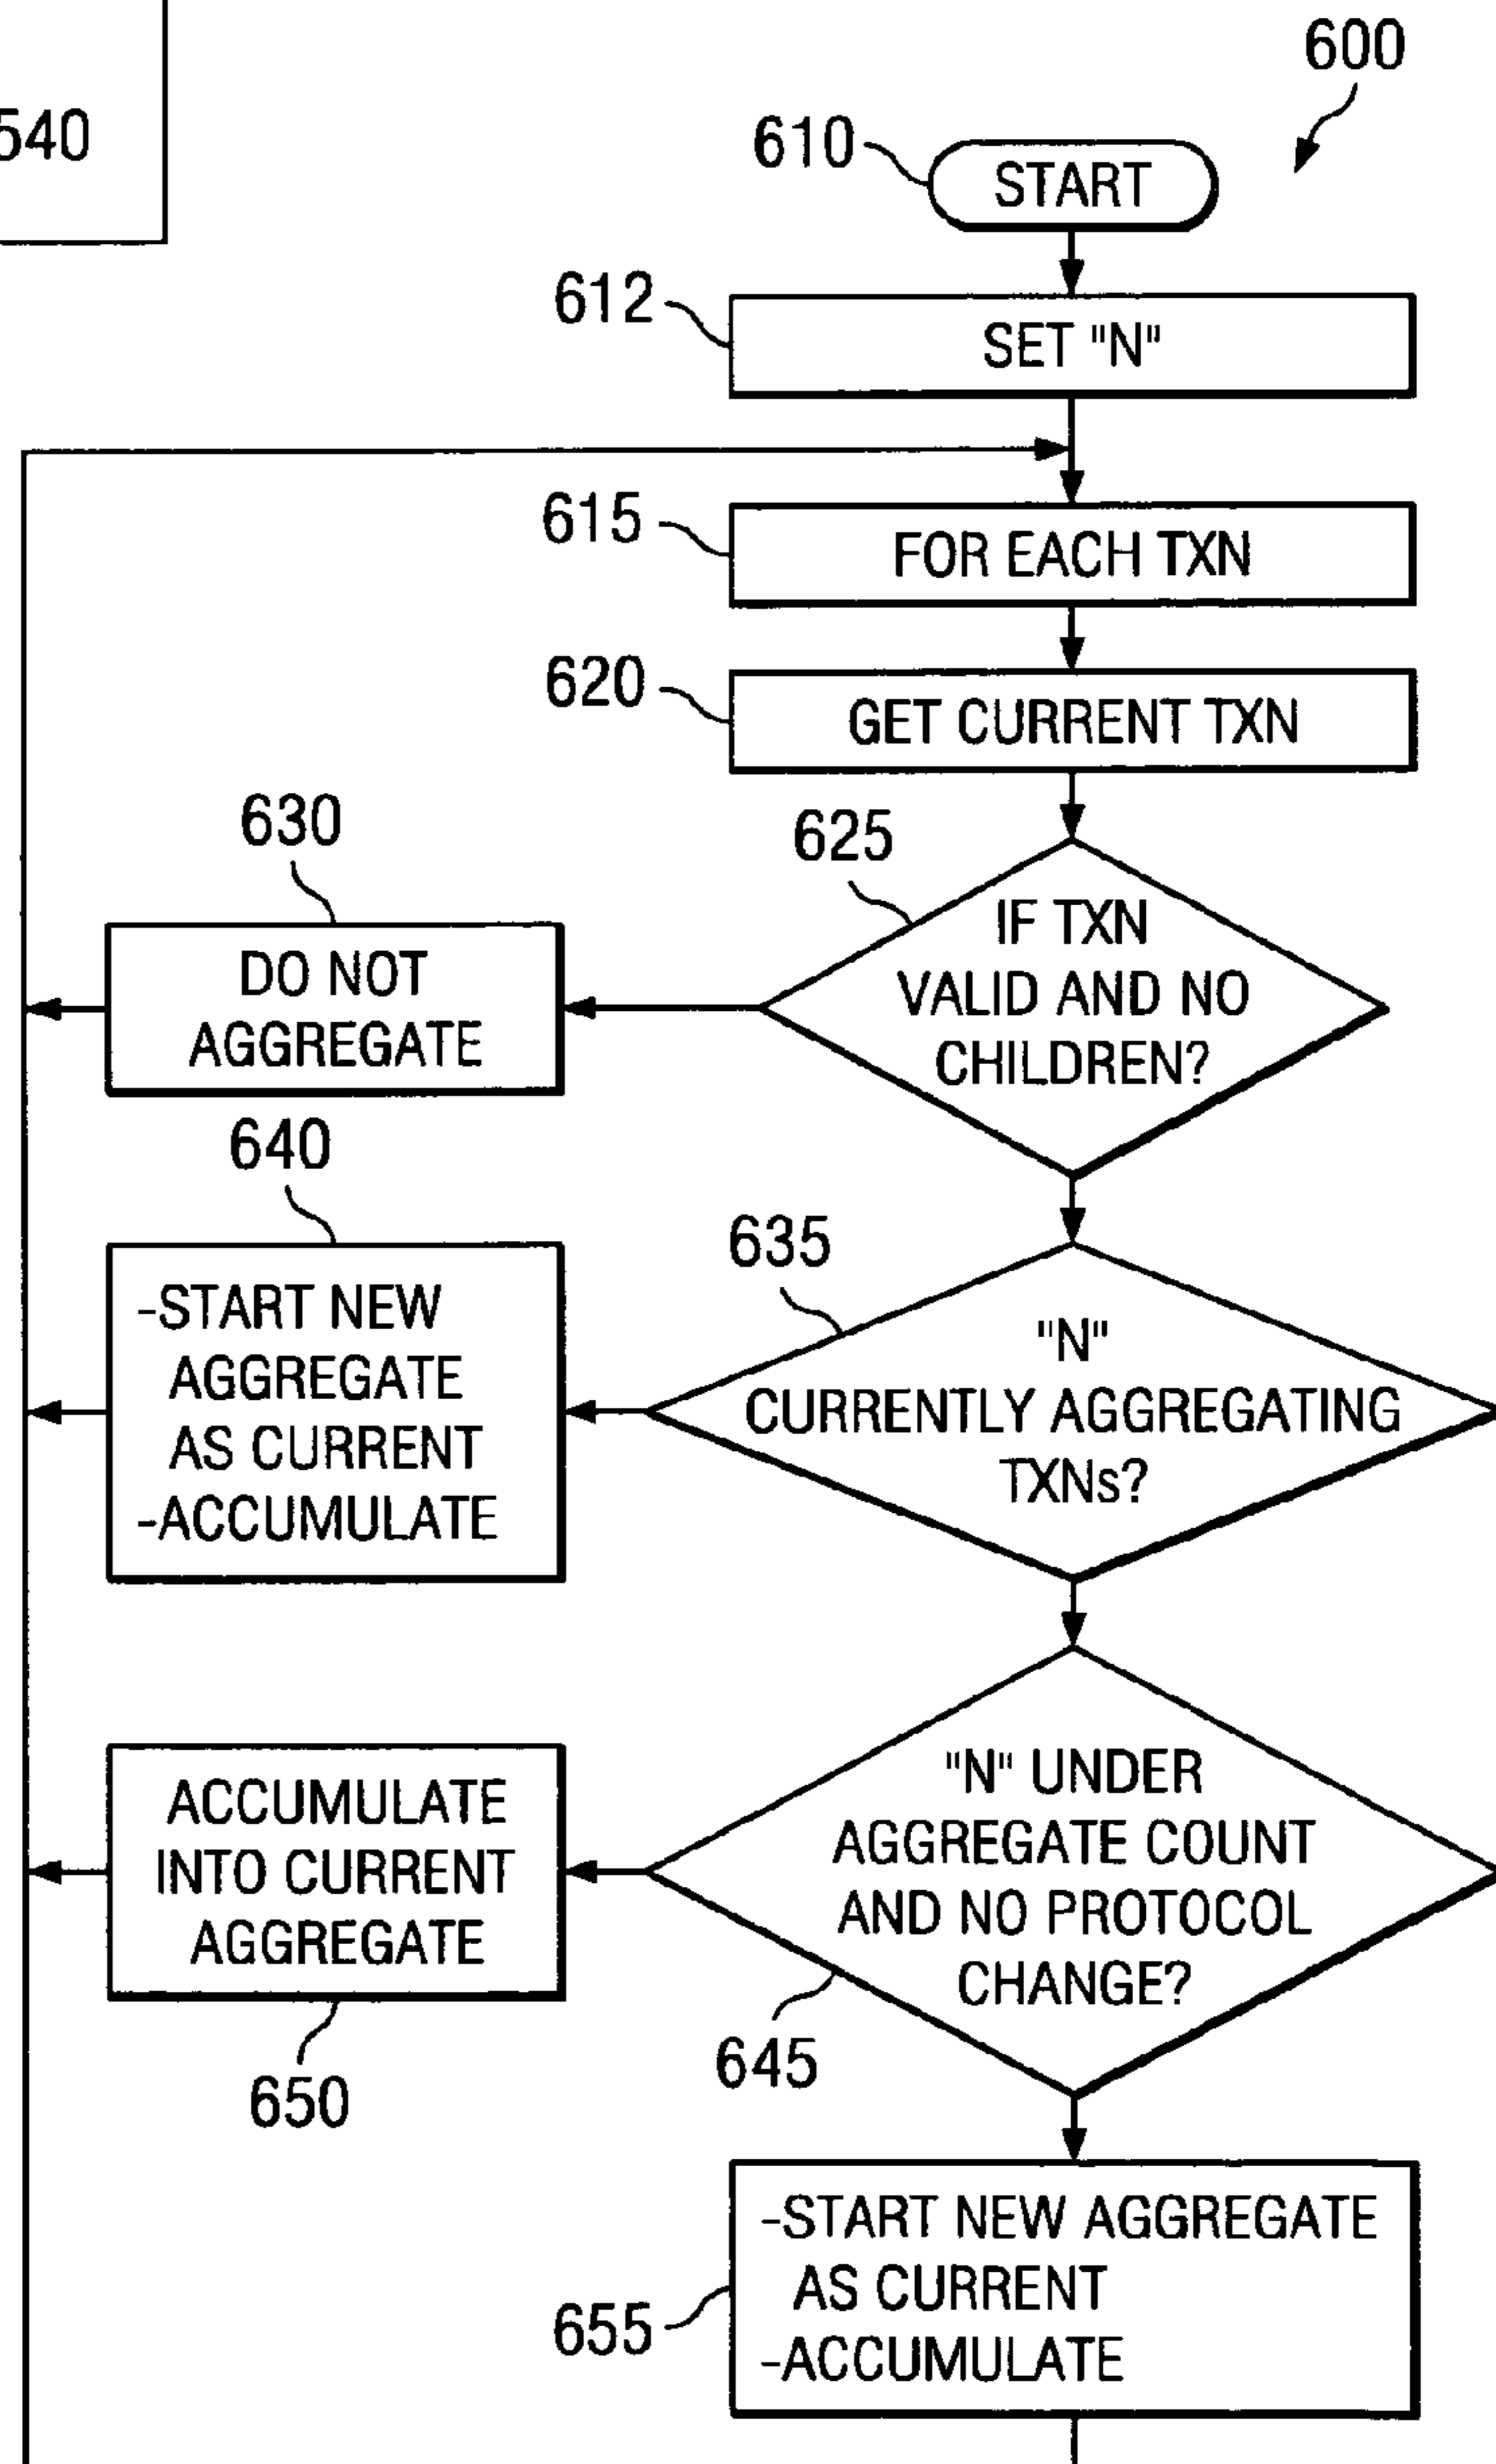 600
540
610
START
612
SET "N"
615
FOR EACH TXN
620
GET CURRENT TXN
630
625
DO NOT
AGGREGATE
IF TXN
VALID AND NO
CHILDREN?
640
635
-START NEW
AGGREGATE
AS CURRENT
-ACCUMULATE
"N"
CURRENTLY AGGREGATING
TXNs?
ACCUMULATE
INTO CURRENT
AGGREGATE
650
"N" UNDER
AGGREGATE COUNT
AND NO PROTOCOL
CHANGE?
645
-START NEW AGGREGATE
AS CURRENT
-ACCUMULATE
655